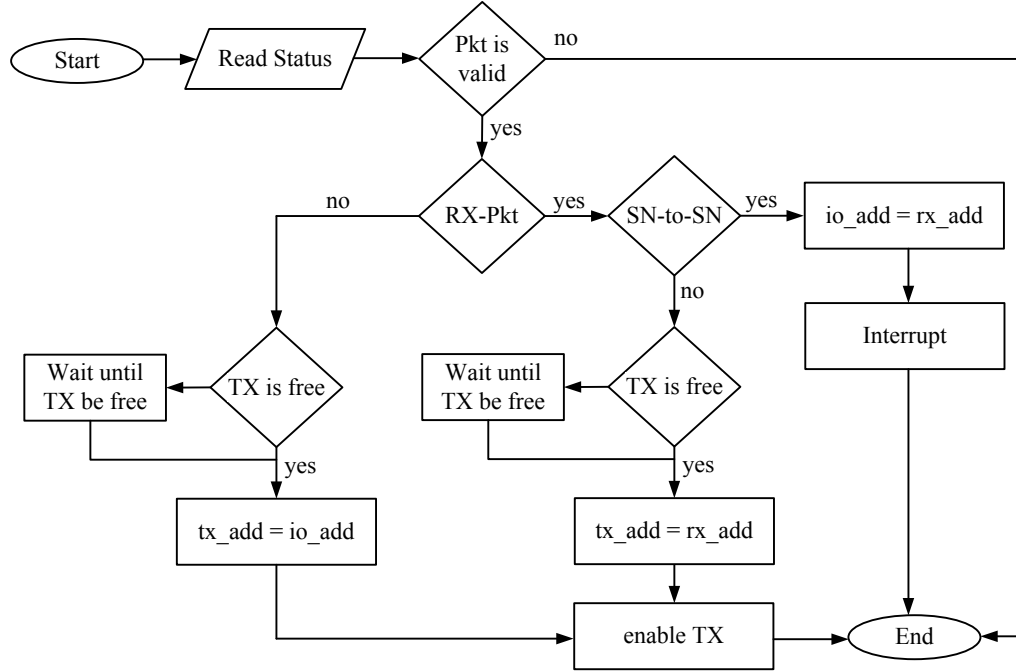 Start
Read Status
Pkt is
valid
no
yes
RX-Pkt
no
yes
SN-to-SN
yes
io_add = rx_add
no
Interrupt
Wait until
TX be free
TX is free
yes
Wait until
TX be free
TX is free
yes
tx_add = io_add
tx_add = rx_add
enable TX
End